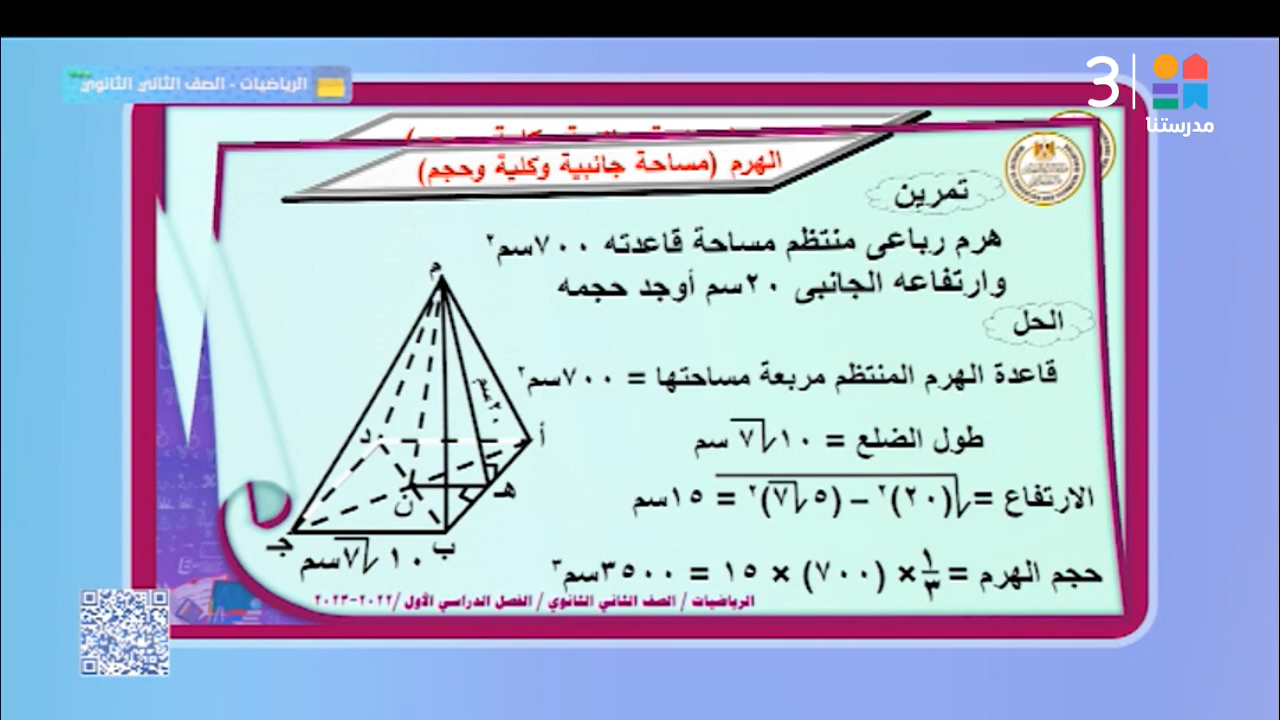 الرياضيات - الصف الثاني الثانوي
3
مدرستنا
الهرم (مساحة جانبية وكلية وحجم)
تمرين
هرم رباعى منتظم مساحة قاعدته ٧٠٠سم٢
وارتفاعه الجانبى ٢٠سم أوجد حجمه
الحل
قاعدة الهرم المنتظم مربعة مساحتها = ٧٠٠سم٢
طول الضلع = ١٠√٧ سم
الارتفاع = √(٢٠)٢ – (٥√٧)٢ = ١٥سم
حجم الهرم = ١/٣ × (٧٠٠) × ١٥ = ٣٥٠٠سم٣
م
٢٠سم
د
أ
ن
هـ
جـ
ب
١٠√٧سم
الرياضيات / الصف الثاني الثانوي / الفصل الدراسي الأول /٢٠٢٢-٢٠٢٣